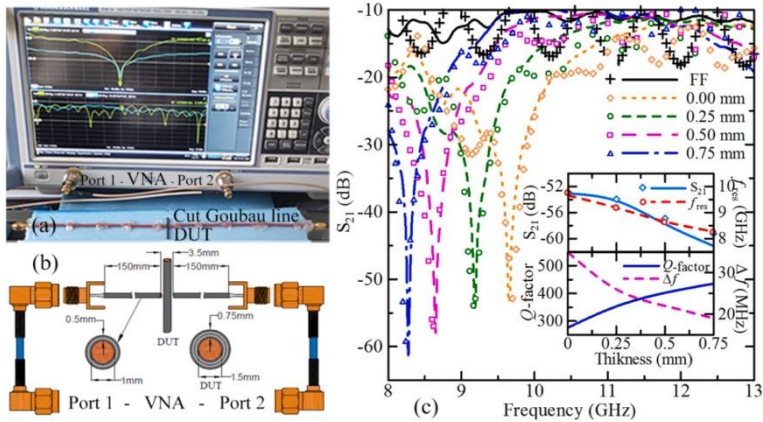 Port 1 - VNA - Port 2
Cut Goubau line
(a) DUT
(b)
3.5mm
150mm 150mm
0.5mm 0.75mm
DUT
DUT
1mm 1.5mm
Port 1 - VNA - Port 2
-10
-20
-30
-40
-50
-60
S21 (dB)
8 9 10 11 12 13
Frequency (GHz)
(c)
FF
0.00 mm
0.25 mm
0.50 mm
0.75 mm
-52
-56
-60
S21 (dB)
S21
fres
10
9
8
fres (GHz)
500
400
300
Q-factor
Q-factor
Δf
30
20
Δf (MHz)
0 0.25 0.5 0.75
Thikness (mm)